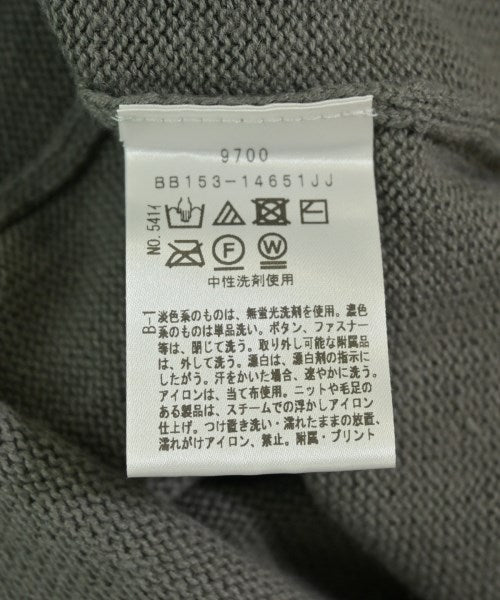 9700
BB153-14651JJ
NO.541イ
F W
中性洗剤使用
B-1
淡色系のものは、無蛍光洗剤を使用。濃色
系のものは単品洗い。ボタン、ファスナー
等は、閉じて洗う。取り外し可能な附属品
は、外して洗う。漂白は、漂白剤の指示に
したがう。汗をかいた場合、速やかに洗う。
アイロンは、当て布使用。ニットや毛足の
ある製品は、スチームでの浮かしアイロン
仕上げ。つけ置き洗い・濡れたままの放置、
濡れがけアイロン、禁止。附属・プリント